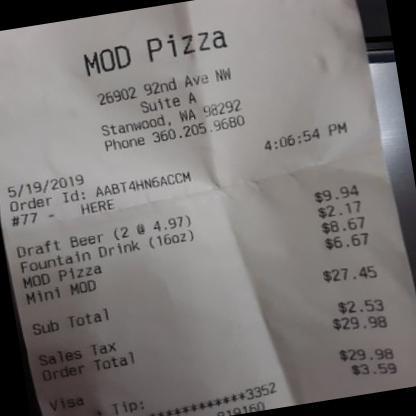 MOD Pizza
26902 92nd Ave NW
Suite A
Stanwood, WA 98292
Phone 360.205.9680
5/19/2019 4:06:54 PM
Order Id: AABT4HN6ACCM
#77 - HERE
Draft Beer (2 @ 4.97) $9.94
Fountain Drink (16oz) $2.17
MOD Pizza $8.67
Mini MOD $6.67
Sub Total $27.45
Sales Tax $2.53
Order Total $29.98
Visa $29.98
Tip: $3.59
************3352